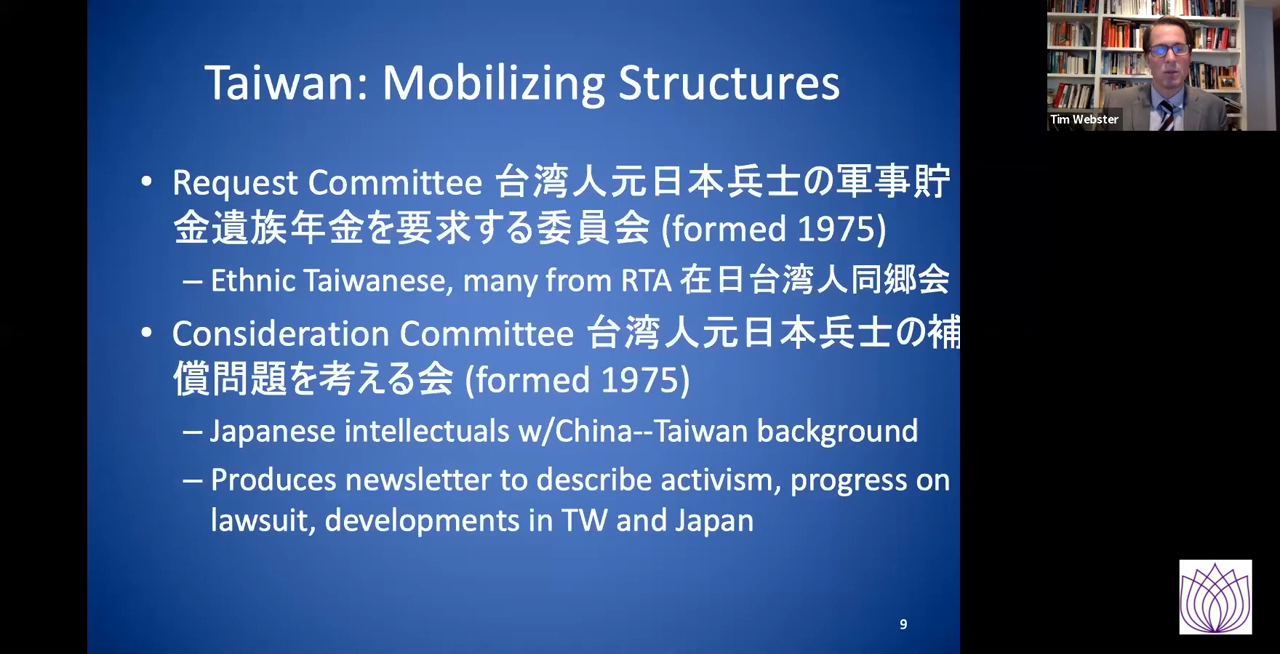 Taiwan: Mobilizing Structures
• Request Committee 台湾人元日本兵士の軍事貯
金遺族年金を要求する委員会 (formed 1975)
– Ethnic Taiwanese, many from RTA 在日台湾人同郷会
• Consideration Committee 台湾人元日本兵士の補
償問題を考える会 (formed 1975)
– Japanese intellectuals w/China--Taiwan background
– Produces newsletter to describe activism, progress on
lawsuit, developments in TW and Japan
9
Tim Webster